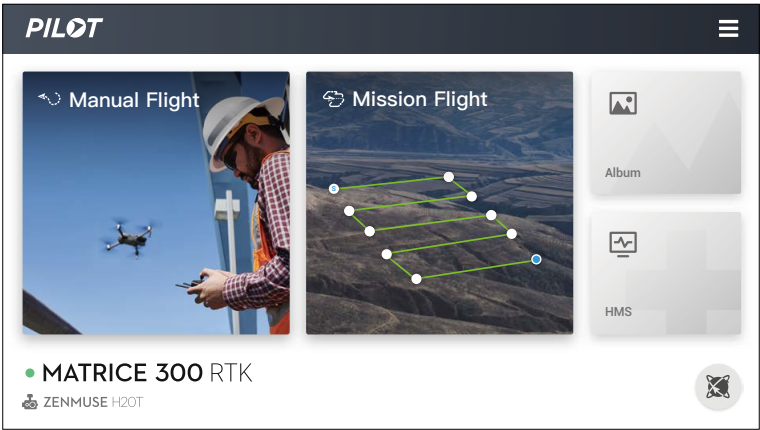 PILOT
Manual Flight
Mission Flight
S
Album
HMS
MATRICE 300 RTK
ZENMUSE H20T